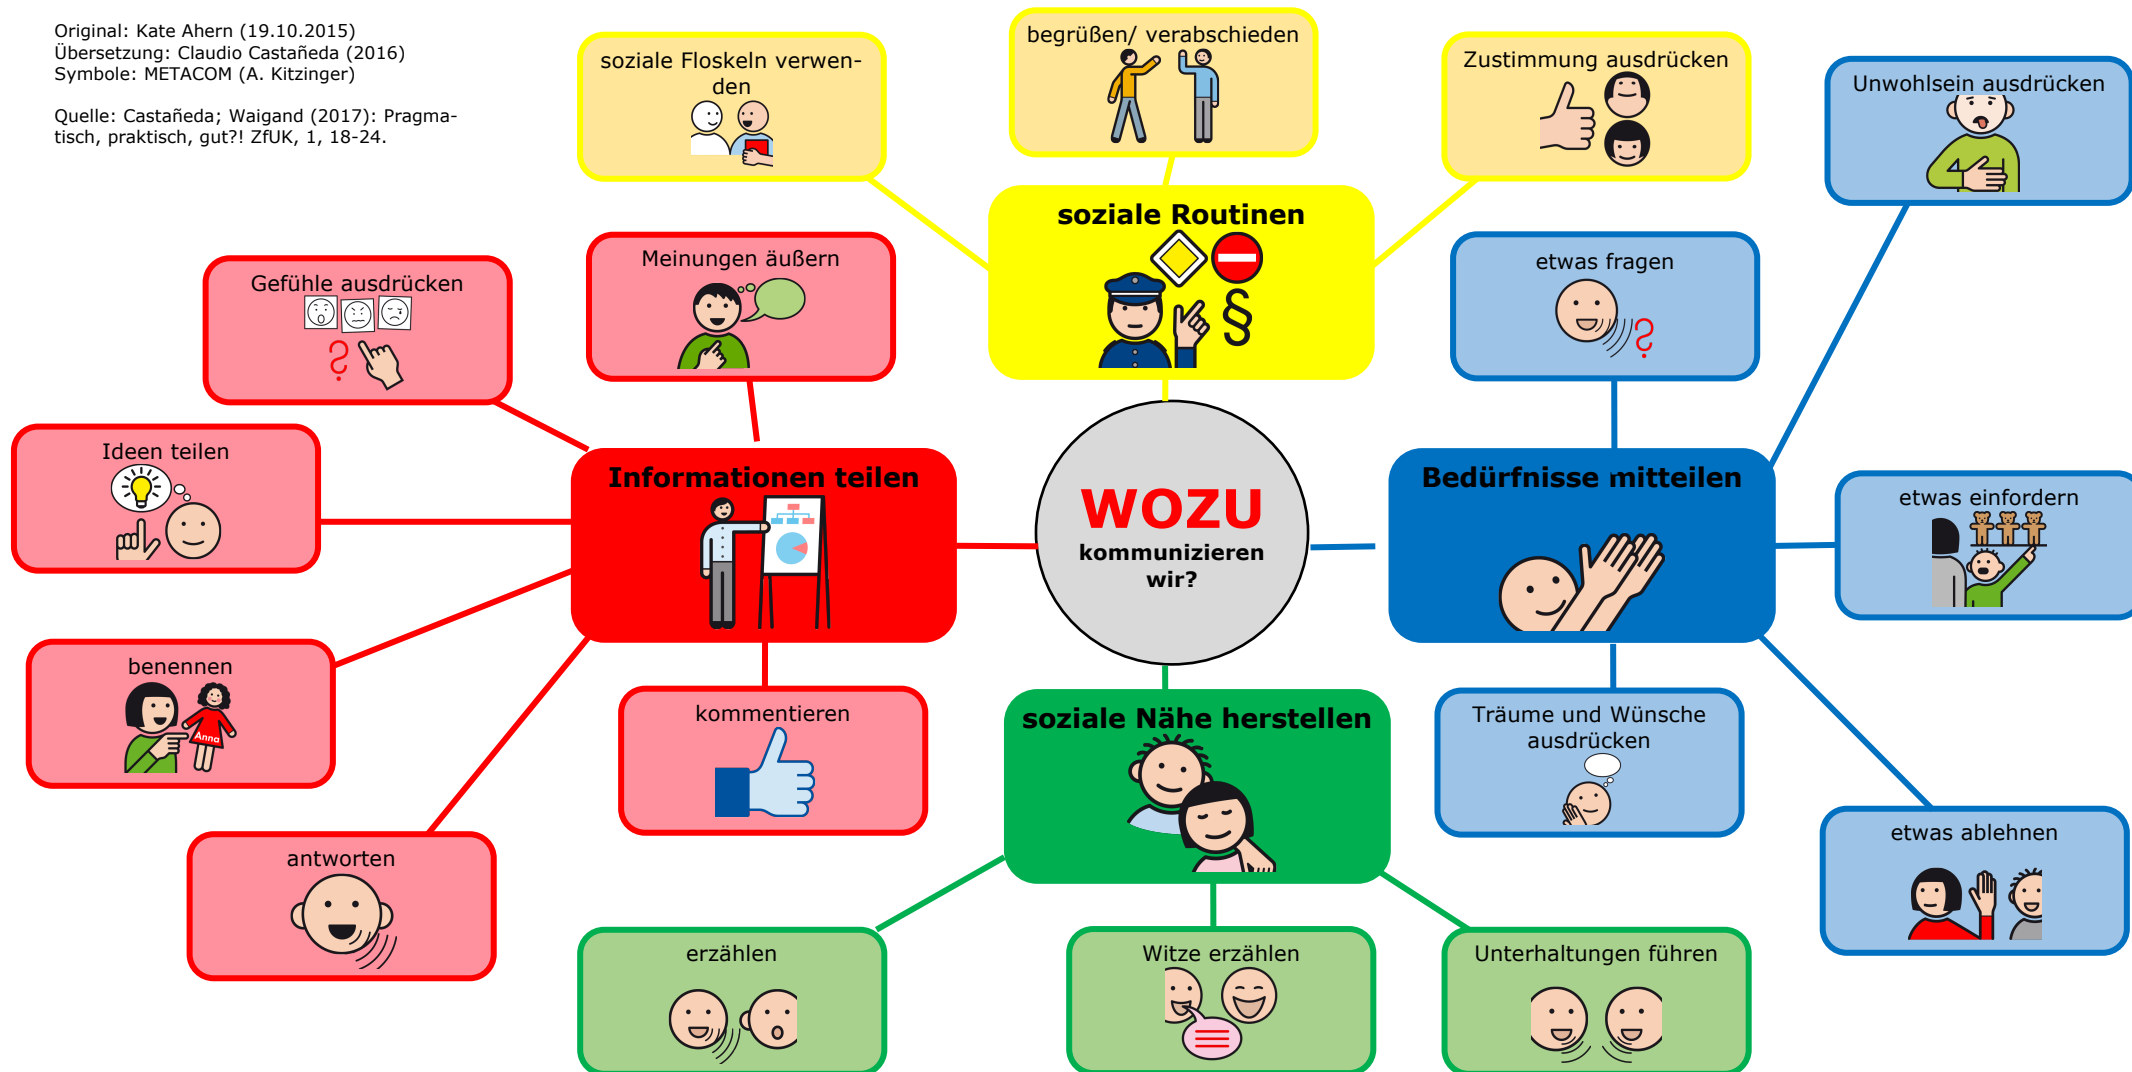 Original: Kate Ahern (19.10.2015)
Übersetzung: Claudio Castañeda (2016)
Symbole: METACOM (A. Kitzinger)
Quelle: Castañeda; Waigand (2017): Pragma-
tisch, praktisch, gut?! ZfUK, 1, 18-24.
soziale Floskeln verwen-
den
begrüßen/ verabschieden
Zustimmung ausdrücken
Unwohlsein ausdrücken
soziale Routinen
§
Gefühle ausdrücken
?
Meinungen äußern
etwas fragen
?
Ideen teilen
Informationen teilen
WOZU
kommunizieren
wir?
Bedürfnisse mitteilen
etwas einfordern
benennen
Anna
kommentieren
soziale Nähe herstellen
Träume und Wünsche
ausdrücken
antworten
etwas ablehnen
erzählen
Witze erzählen
Unterhaltungen führen